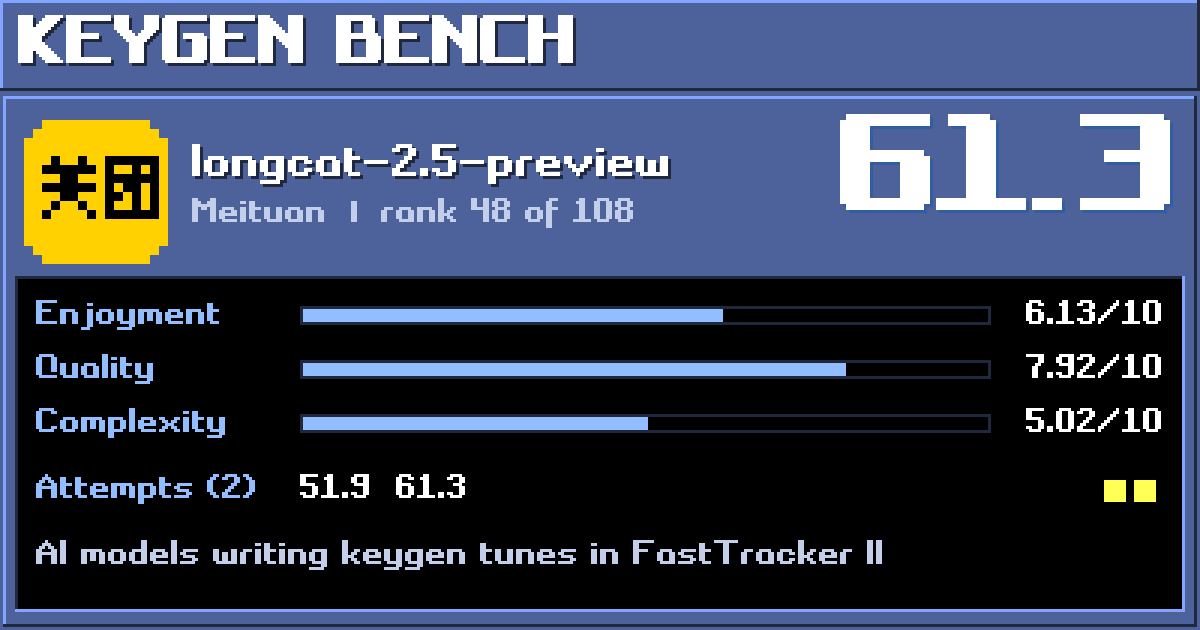 KEYGEN BENCH
美団
longcat-2.5-preview
Meituan | rank 48 of 108
61.3
Enjoyment 6.13/10
Quality 7.92/10
Complexity 5.02/10
Attempts (2) 51.9 61.3
AI models writing keygen tunes in FastTracker II